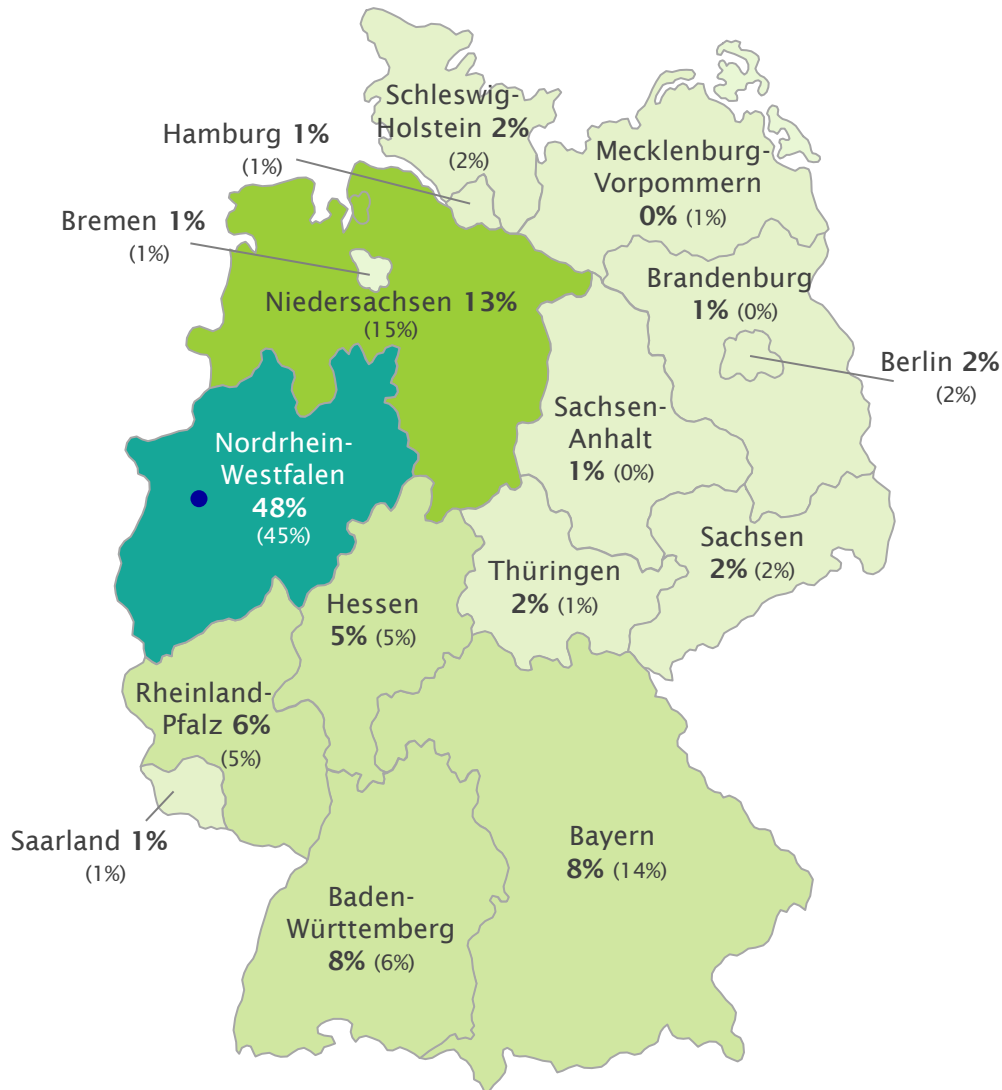 Schleswig-
Holstein 2%
(2%)
Hamburg 1%
(1%)
Mecklenburg-
Vorpommern
0% (1%)
Bremen 1%
(1%)
Niedersachsen 13%
(15%)
Brandenburg
1% (0%)
Berlin 2%
(2%)
Sachsen-
Anhalt
1% (0%)
Nordrhein-
Westfalen
48%
(45%)
Sachsen
2% (2%)
Thüringen
2% (1%)
Hessen
5% (5%)
Rheinland-
Pfalz 6%
(5%)
Saarland 1%
(1%)
Bayern
8% (14%)
Baden-
Württemberg
8% (6%)